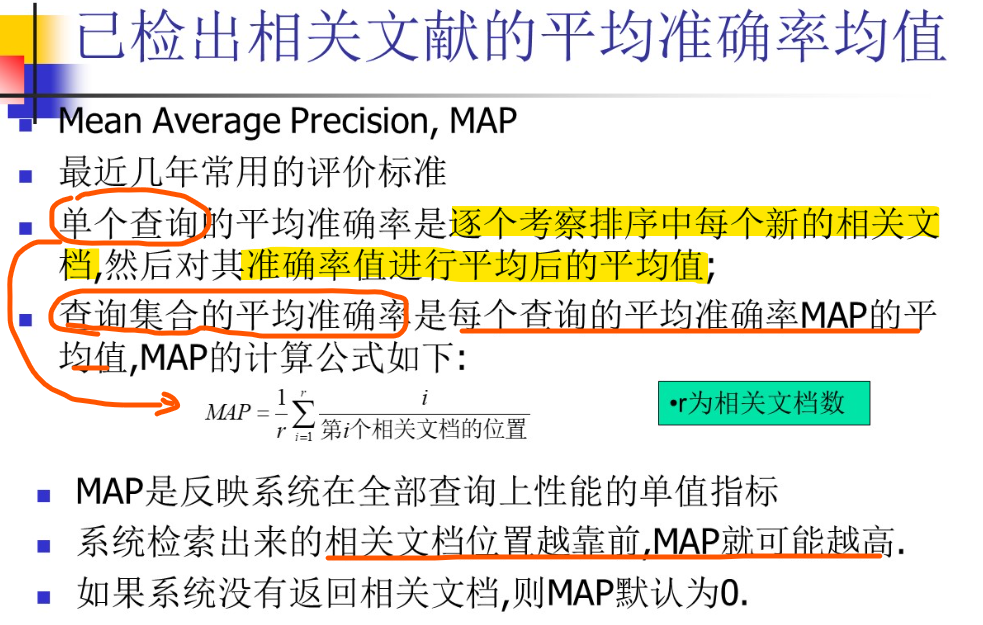 已检出相关文献的平均准确率均值
Mean Average Precision, MAP
最近几年常用的评价标准
单个查询的平均准确率是逐个考察排序中每个新的相关文
档,然后对其准确率值进行平均后的平均值;
查询集合的平均准确率是每个查询的平均准确率MAP的平
均值,MAP的计算公式如下:
MAP = 1/r ∑_{i=1}^{r} i/第i个相关文档的位置
•r为相关文档数
MAP是反映系统在全部查询上性能的单值指标
系统检索出来的相关文档位置越靠前,MAP就可能越高.
如果系统没有返回相关文档,则MAP默认为0.